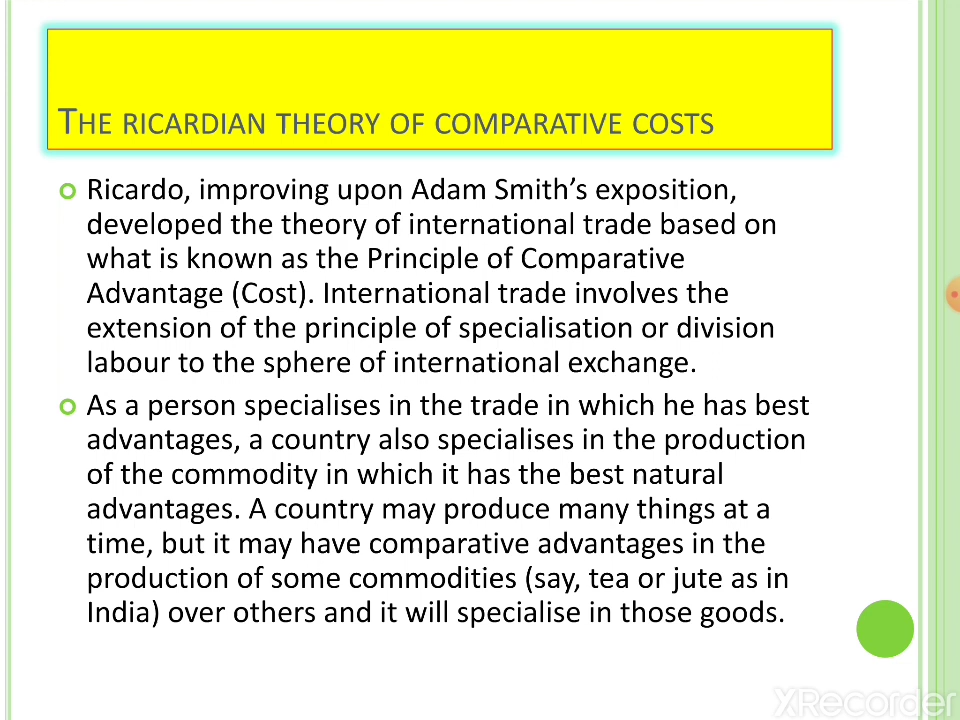 THE RICARDIAN THEORY OF COMPARATIVE COSTS
Ricardo, improving upon Adam Smith’s exposition,
developed the theory of international trade based on
what is known as the Principle of Comparative
Advantage (Cost). International trade involves the
extension of the principle of specialisation or division
labour to the sphere of international exchange.
As a person specialises in the trade in which he has best
advantages, a country also specialises in the production
of the commodity in which it has the best natural
advantages. A country may produce many things at a
time, but it may have comparative advantages in the
production of some commodities (say, tea or jute as in
India) over others and it will specialise in those goods.
XRecorder